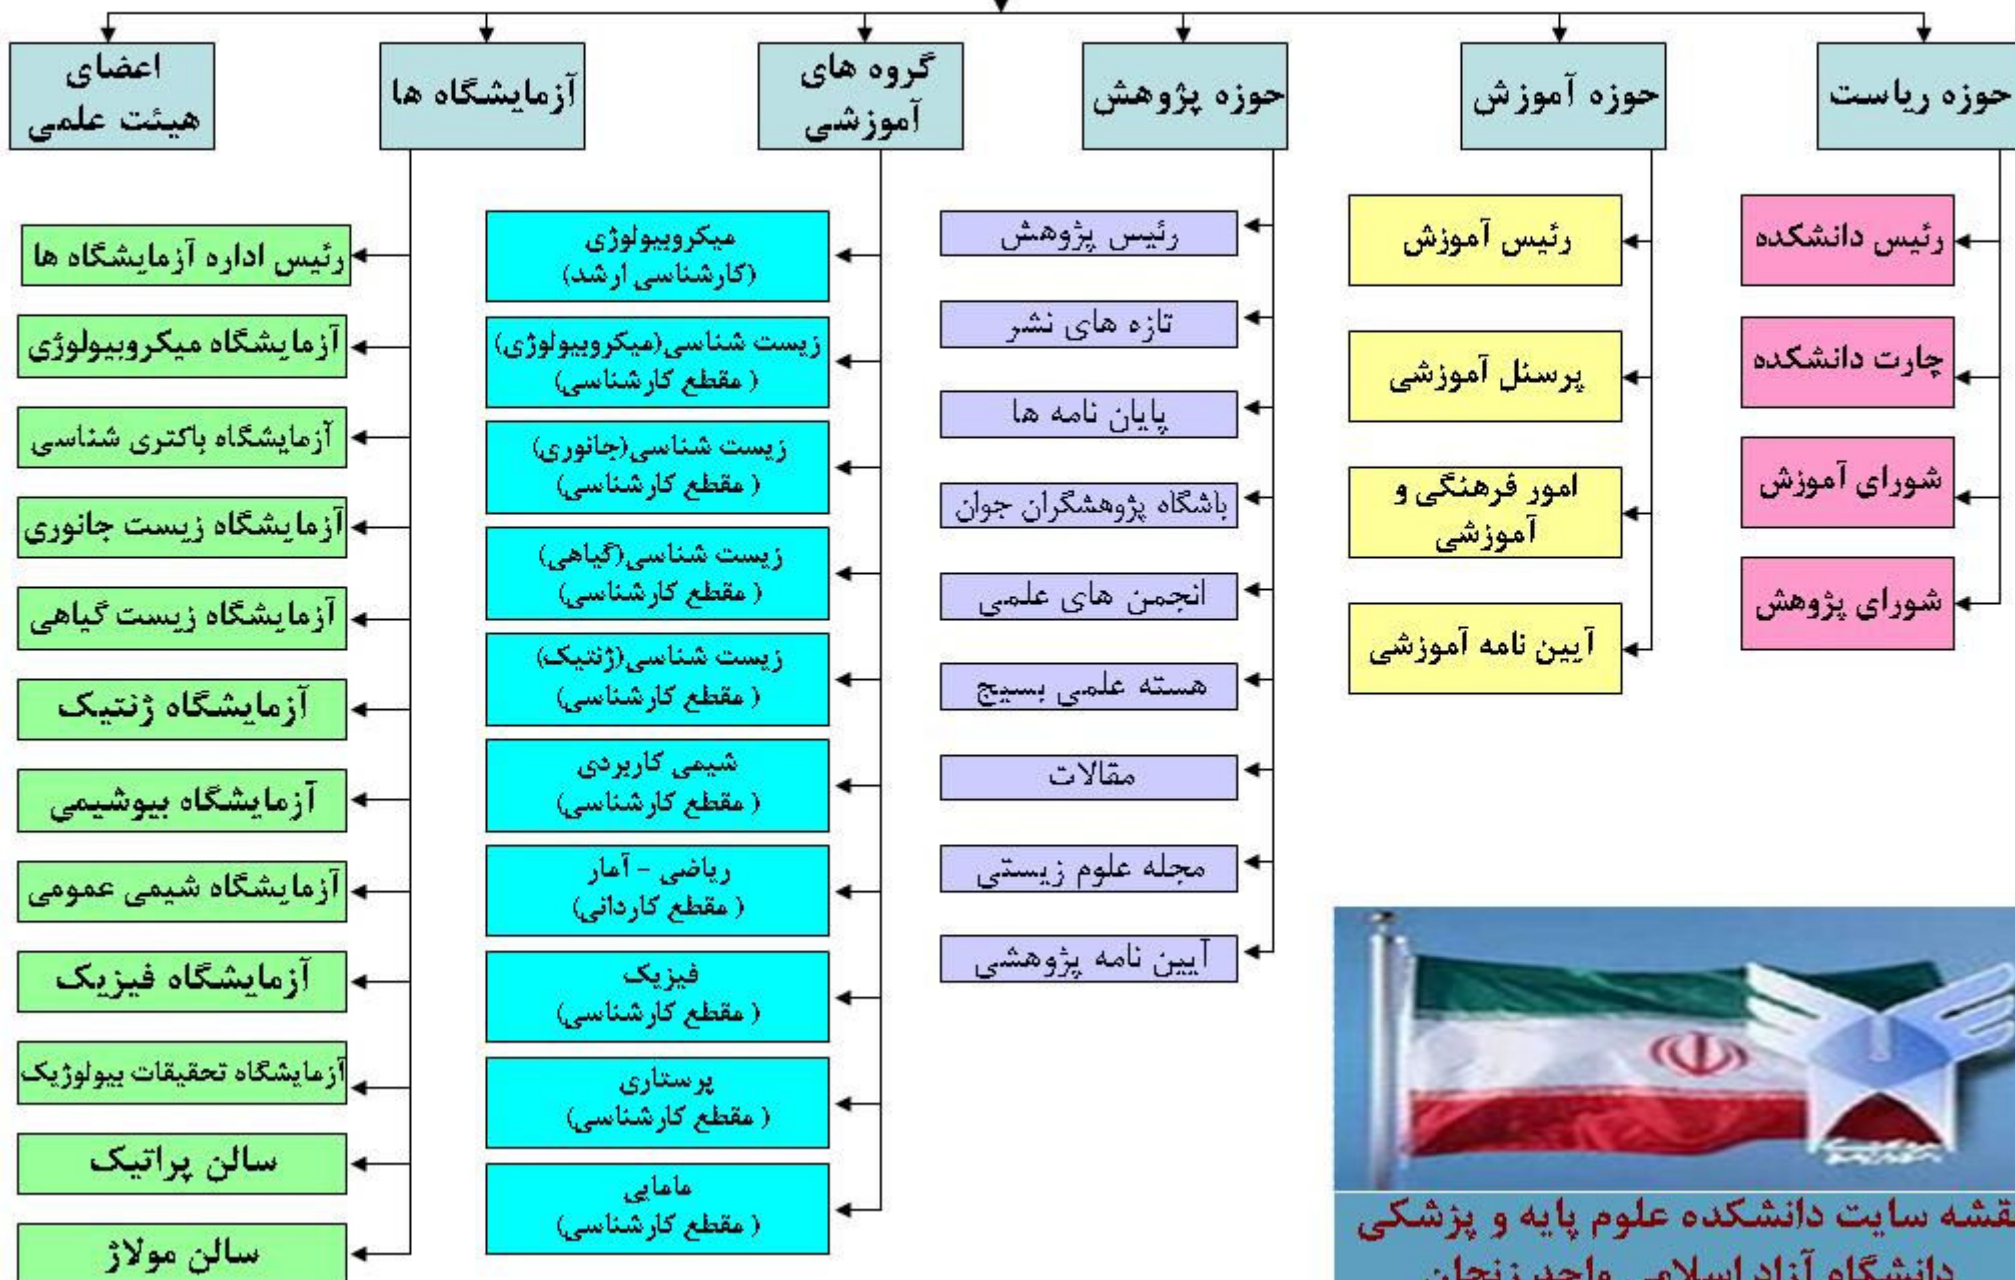 حوزه ریاست
رئیس دانشکده
چارت دانشکده
شورای آموزش
شورای پژوهش
حوزه آموزش
رئیس آموزش
پرسنل آموزشی
امور فرهنگی و
آموزشی
آیین نامه آموزشی
حوزه پژوهش
رئیس پژوهش
تازه های نشر
پایان نامه ها
باشگاه پژوهشگران جوان
انجمن های علمی
هسته علمی بسیج
مقالات
مجله علوم زیستی
آیین نامه پژوهشی
گروه های
آموزشی
میکروبیولوژی
(کارشناسی ارشد)
زیست شناسی(میکروبیولوژی)
( مقطع کارشناسی)
زیست شناسی(جانوری)
( مقطع کارشناسی)
زیست شناسی(گیاهی)
( مقطع کارشناسی)
زیست شناسی(ژنتیک)
( مقطع کارشناسی)
شیمی کاربردی
( مقطع کارشناسی)
ریاضی - آمار
( مقطع کاردانی)
فیزیک
( مقطع کارشناسی)
پرستاری
( مقطع کارشناسی)
مامایی
( مقطع کارشناسی)
آزمایشگاه ها
رئیس اداره آزمایشگاه ها
آزمایشگاه میکروبیولوژی
آزمایشگاه باکتری شناسی
آزمایشگاه زیست جانوری
آزمایشگاه زیست گیاهی
آزمایشگاه ژنتیک
آزمایشگاه بیوشیمی
آزمایشگاه شیمی عمومی
آزمایشگاه فیزیک
آزمایشگاه تحقیقات بیولوژیک
سالن پراتیک
سالن مولاژ
اعضای
هیئت علمی
نقشه سایت دانشکده علوم پایه و پزشکی
دانشگاه آزاد اسلامی واحد زنجان